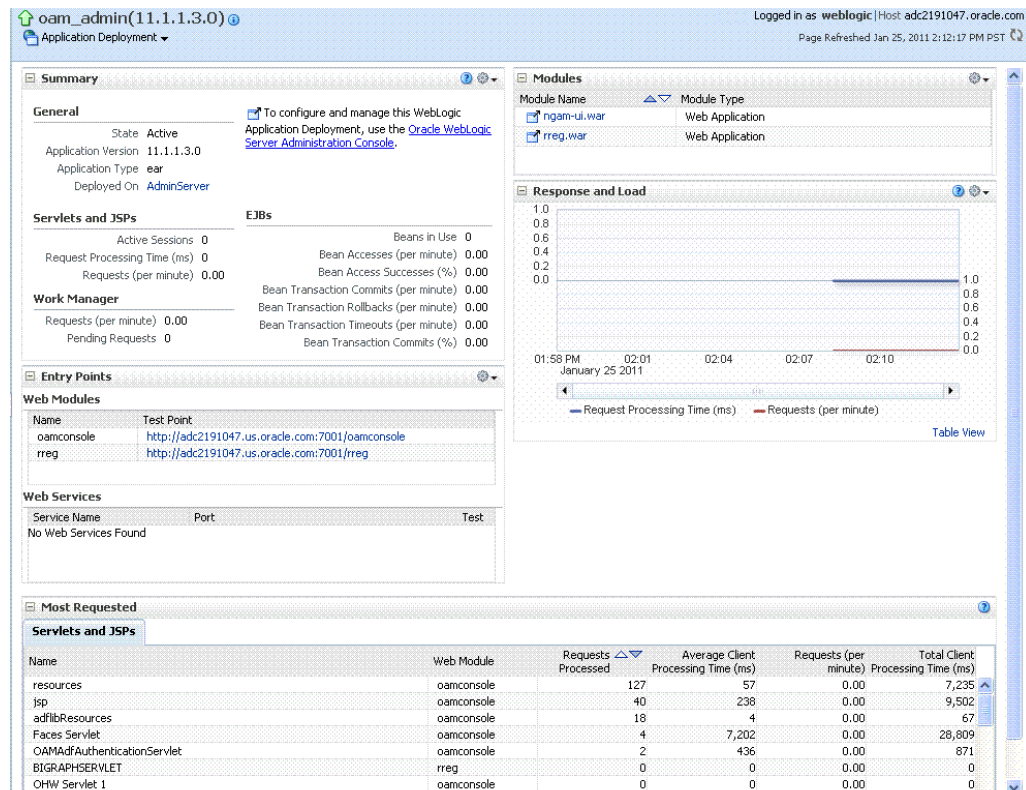 oam_admin(11.1.1.3.0)
Application Deployment
Logged in as weblogic|Host adc2191047.oracle.com
Page Refreshed Jan 25, 2011 2:12:17 PM PST
Summary
General
State Active
Application Version 11.1.1.3.0
Application Type ear
Deployed On AdminServer
To configure and manage this WebLogic
Application Deployment, use the Oracle WebLogic
Server Administration Console.
Servlets and JSPs
Active Sessions 0
Request Processing Time (ms) 0
Requests (per minute) 0.00
Work Manager
Requests (per minute) 0.00
Pending Requests 0
EJBs
Beans in Use 0
Bean Accesses (per minute) 0.00
Bean Access Successes (%) 0.00
Bean Transaction Commits (per minute) 0.00
Bean Transaction Rollbacks (per minute) 0.00
Bean Transaction Timeouts (per minute) 0.00
Bean Transaction Commits (%) 0.00
Modules
Module Name Module Type
ngam-ui.war Web Application
rreg.war Web Application
Response and Load
1.0
0.8
0.6
0.4
0.2
0.0
1.0
0.8
0.6
0.4
0.2
0.0
01:58 PM 02:01 02:04 02:07 02:10
January 25 2011
Request Processing Time (ms) Requests (per minute)
Table View
Entry Points
Web Modules
Name Test Point
oamconsole http://adc2191047.us.oracle.com:7001/oamconsole
rreg http://adc2191047.us.oracle.com:7001/rreg
Web Services
Service Name Port Test
No Web Services Found
Most Requested
Servlets and JSPs
Name Web Module Requests Processed Average Client Processing Time (ms) Requests (per minute) Total Client Processing Time (ms)
resources oamconsole 127 57 0.00 7,235
jsp oamconsole 40 238 0.00 9,502
adflibResources oamconsole 18 4 0.00 67
Faces Servlet oamconsole 4 7,202 0.00 28,809
OAMAdfAuthenticationServlet oamconsole 2 436 0.00 871
BIGRAPHSERVLET rreg 0 0 0.00 0
OHW Servlet 1 oamconsole 0 0 0.00 0